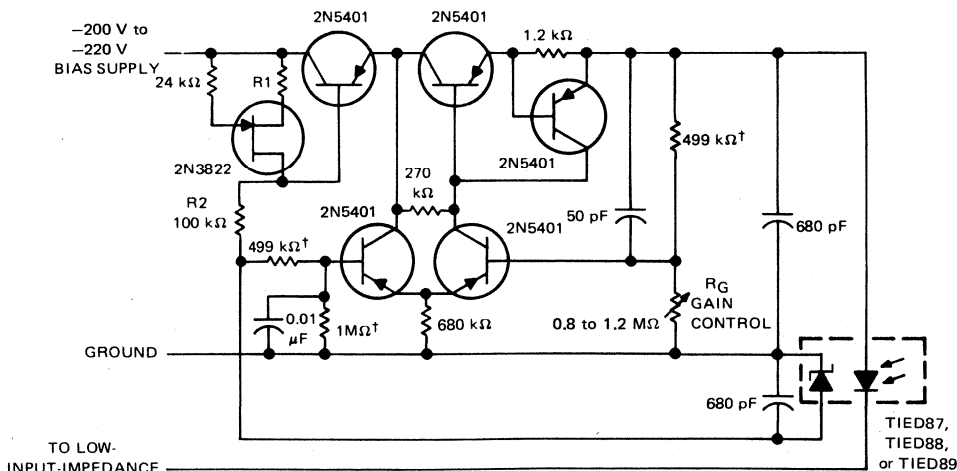 −200 V to
−220 V
BIAS SUPPLY
2N5401
2N5401
1.2 kΩ
24 kΩ
R1
2N3822
2N5401
499 kΩ†
R2
100 kΩ
270
kΩ
2N5401
2N5401
50 pF
680 pF
499 kΩ†
0.01
μF
1MΩ†
680 kΩ
RG
GAIN
CONTROL
0.8 to 1.2 MΩ
GROUND
680 pF
TIED87,
TIED88,
or TIED89
TO LOW-
INPUT-IMPEDANCE